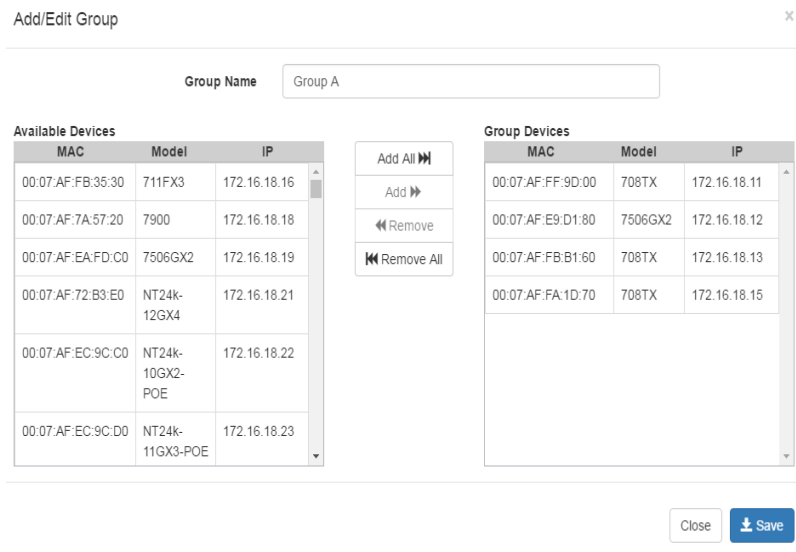 Add/Edit Group
×
Group Name Group A
Available Devices
MAC Model IP
00:07:AF:FB:35:30 711FX3 172.16.18.16
00:07:AF:7A:57:20 7900 172.16.18.18
00:07:AF:EA:FD:C0 7506GX2 172.16.18.19
00:07:AF:72:B3:E0 NT24k- 172.16.18.21
12GX4
00:07:AF:EC:9C:C0 NT24k- 172.16.18.22
10GX2-
POE
00:07:AF:EC:9C:D0 NT24k- 172.16.18.23
11GX3-POE
Add All
Add
Remove
Remove All
Group Devices
MAC Model IP
00:07:AF:FF:9D:00 708TX 172.16.18.11
00:07:AF:E9:D1:80 7506GX2 172.16.18.12
00:07:AF:FB:B1:60 708TX 172.16.18.13
00:07:AF:FA:1D:70 708TX 172.16.18.15
Close
Save